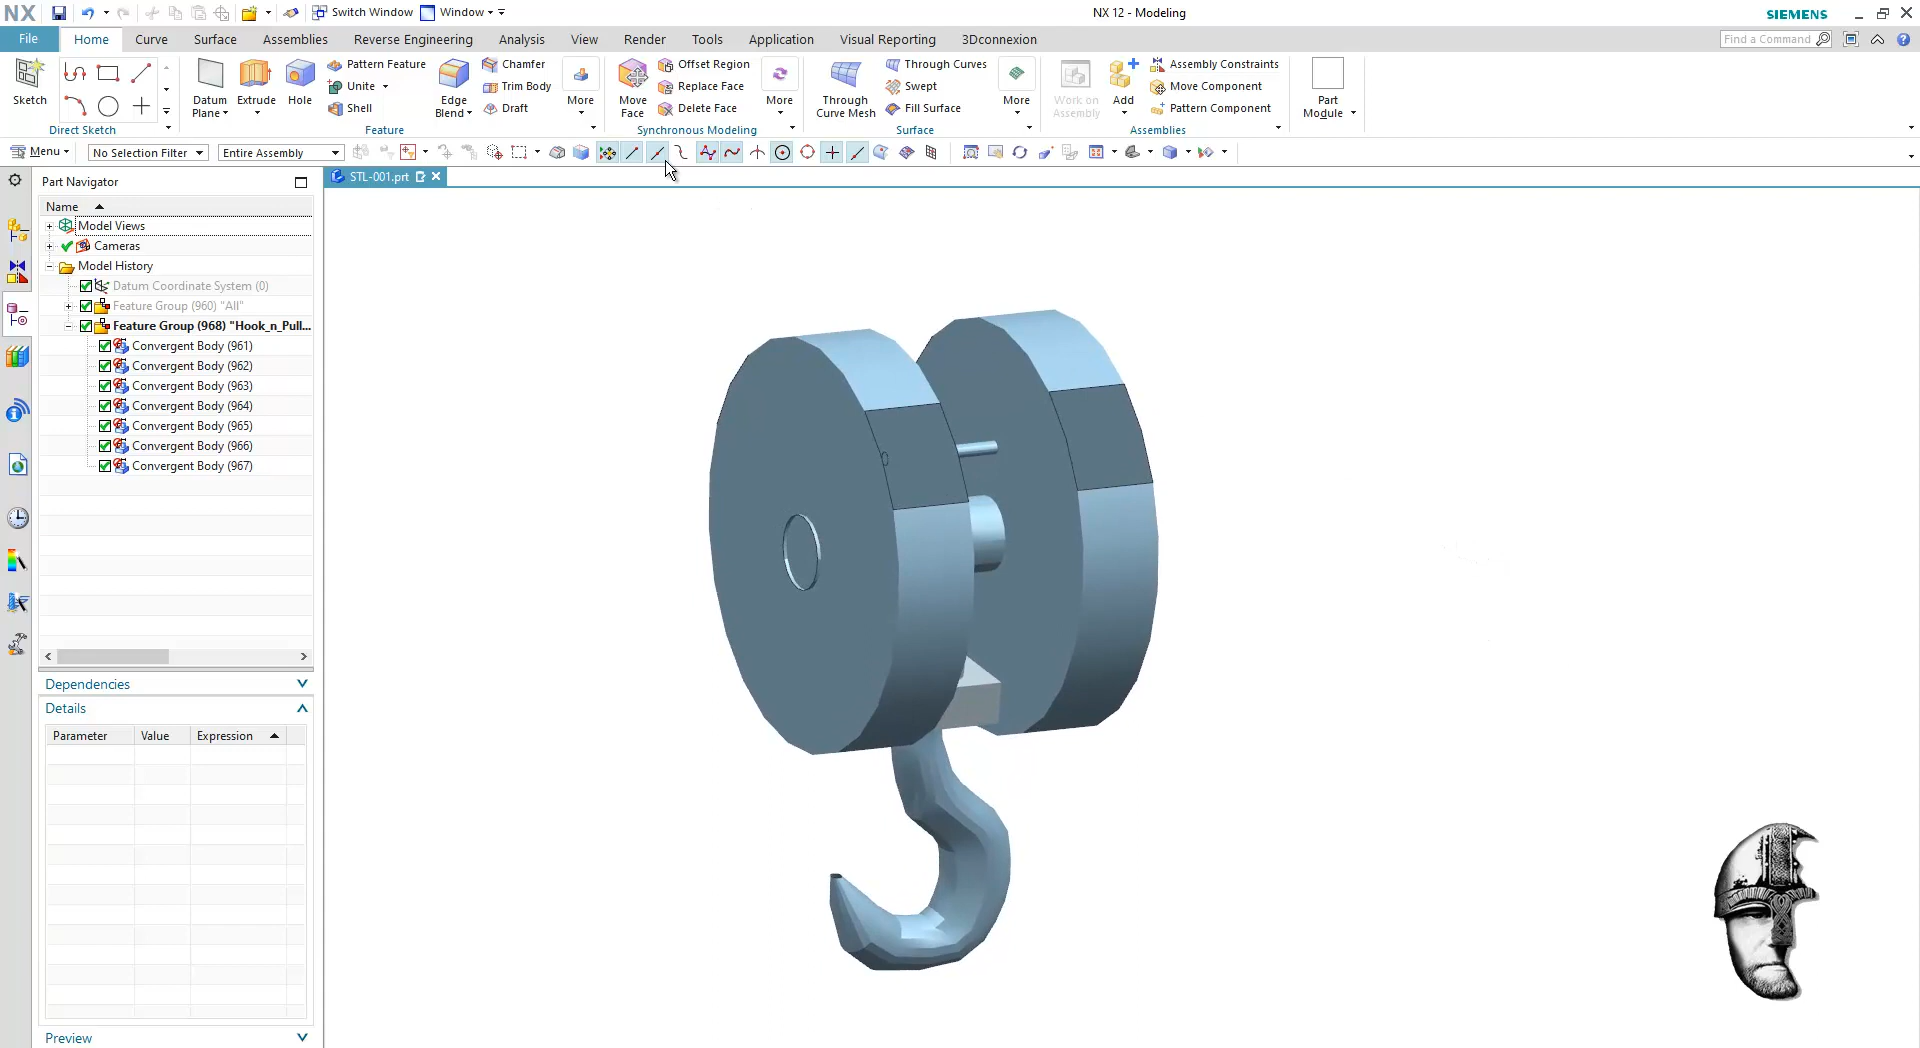 NX
Switch Window
Window
NX 12 - Modeling
SIEMENS
File
Home
Curve
Surface
Assemblies
Reverse Engineering
Analysis
View
Render
Tools
Application
Visual Reporting
3Dconnexion
Find a Command
Sketch
Direct Sketch
Datum
Plane
Extrude
Hole
Pattern Feature
Unite
Shell
Edge
Blend
Chamfer
Trim Body
Draft
More
Feature
Move
Face
Offset Region
Replace Face
Delete Face
More
Synchronous Modeling
Through
Curve Mesh
Through Curves
Swept
Fill Surface
More
Surface
Work on
Assembly
Add
Assembly Constraints
Move Component
Pattern Component
Assemblies
Part
Module
Menu
No Selection Filter
Entire Assembly
Part Navigator
STL-001.prt
Name
Model Views
Cameras
Model History
Datum Coordinate System (0)
Feature Group (960) "All"
Feature Group (968) "Hook_n_Pull...
Convergent Body (961)
Convergent Body (962)
Convergent Body (963)
Convergent Body (964)
Convergent Body (965)
Convergent Body (966)
Convergent Body (967)
Dependencies
Details
Parameter
Value
Expression
Preview